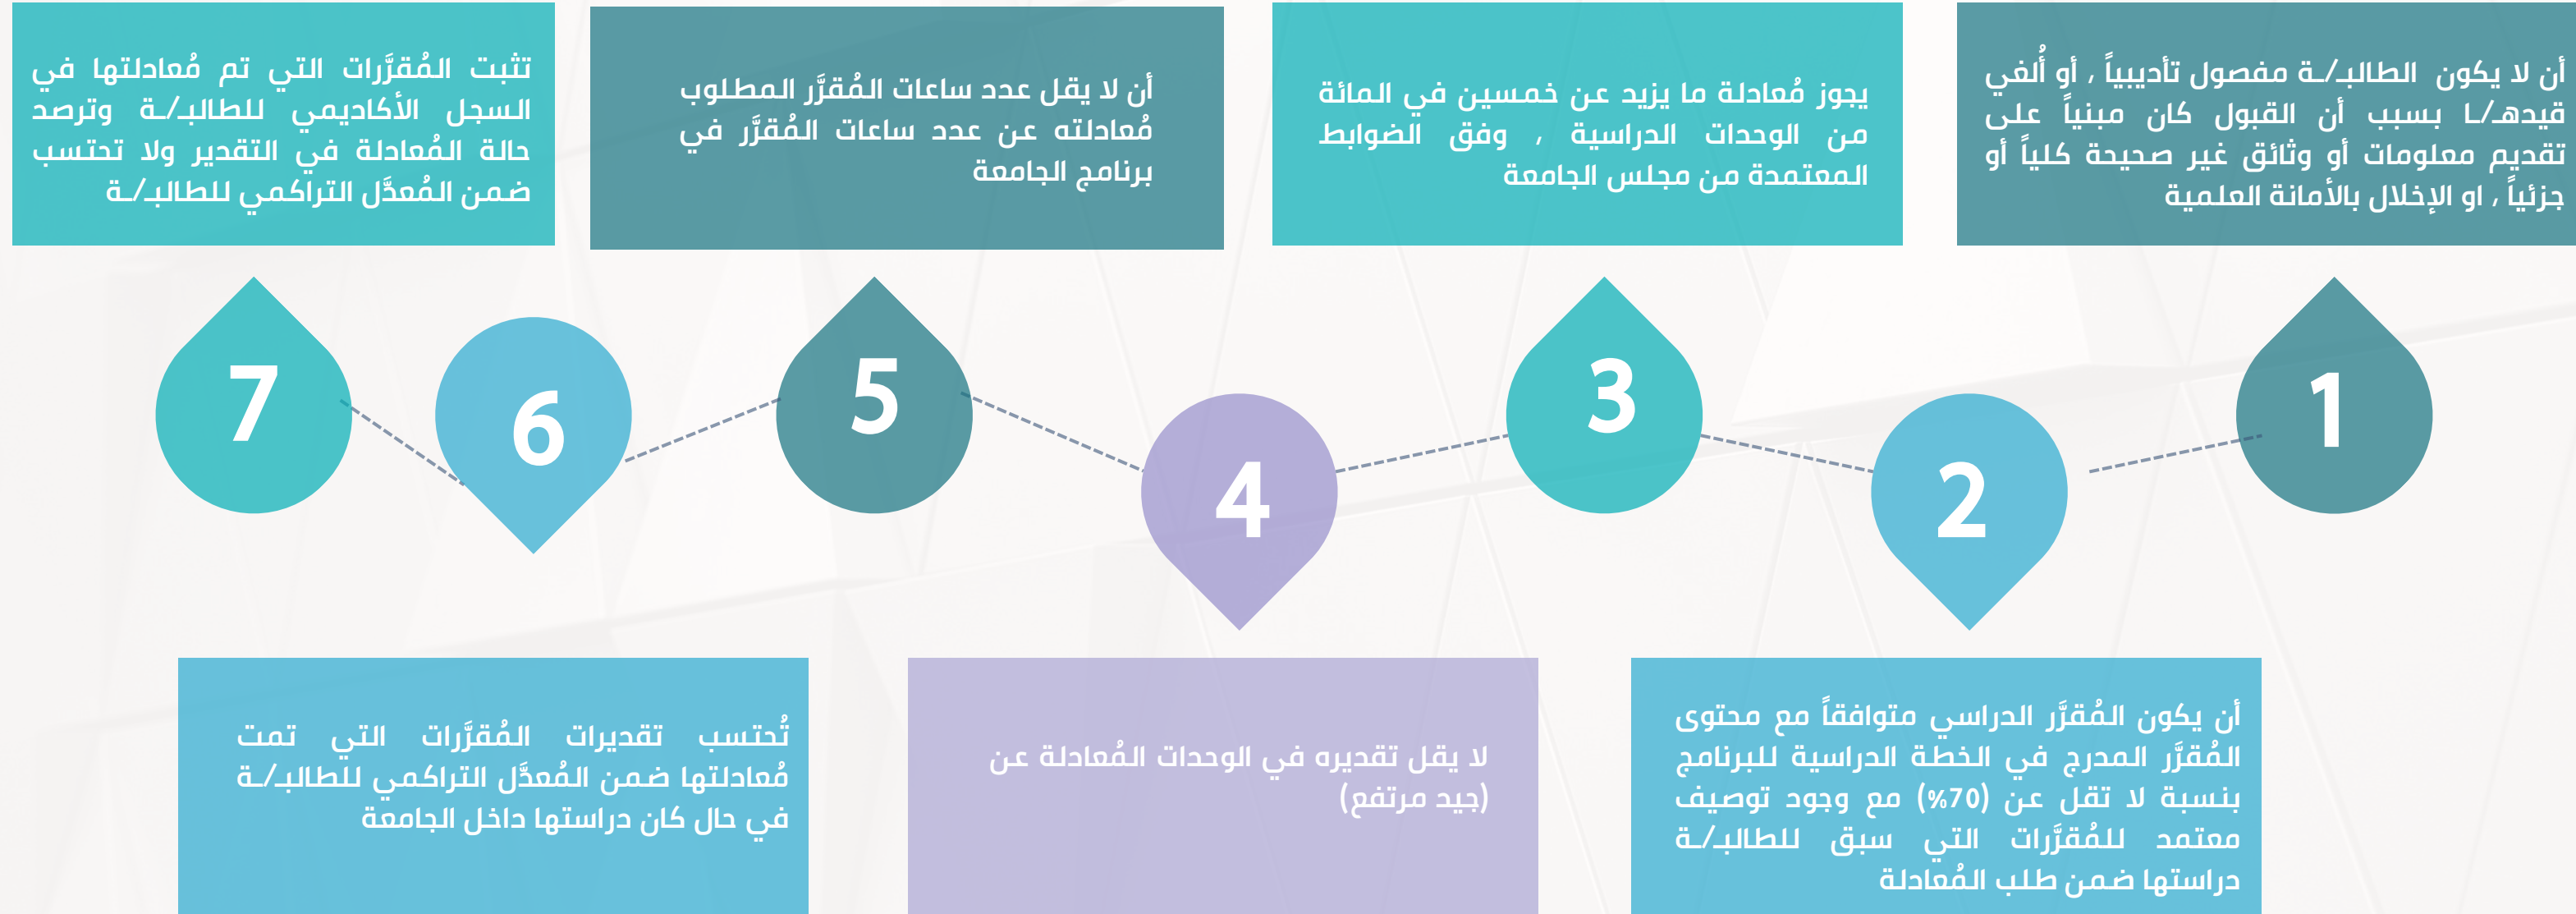 أن لا يكون الطالبـ/ـة مفصول تأديبياً ، أو أُلغي
قيدهـ/ـا بسبب أن القبول كان مبنياً على
تقديم معلومات أو وثائق غير صحيحة كلياً أو
جزئياً ، او الإخلال بالأمانة العلمية
1
2
أن يكون المُقرَّر الدراسي متوافقاً مع محتوى
المُقرَّر المدرج في الخطة الدراسية للبرنامج
بنسبة لا تقل عن (70%) مع وجود توصيف
معتمد للمُقرَّرات التي سبق للطالبـ/ـة
دراستها ضمن طلب المُعادلة
يجوز مُعادلة ما يزيد عن خمسين في المائة
من الوحدات الدراسية ، وفق الضوابط
المعتمدة من مجلس الجامعة
3
4
لا يقل تقديره في الوحدات المُعادلة عن
(جيد مرتفع)
أن لا يقل عدد ساعات المُقرَّر المطلوب
مُعادلته عن عدد ساعات المُقرَّر في
برنامج الجامعة
5
6
تُحتسب تقديرات المُقرَّرات التي تمت
مُعادلتها ضمن المُعدَّل التراكمي للطالبـ/ـة
في حال كان دراستها داخل الجامعة
تثبت المُقرَّرات التي تم مُعادلتها في
السجل الأكاديمي للطالبـ/ـة وترصد
حالة المُعادلة في التقدير ولا تحتسب
ضمن المُعدَّل التراكمي للطالبـ/ـة
7